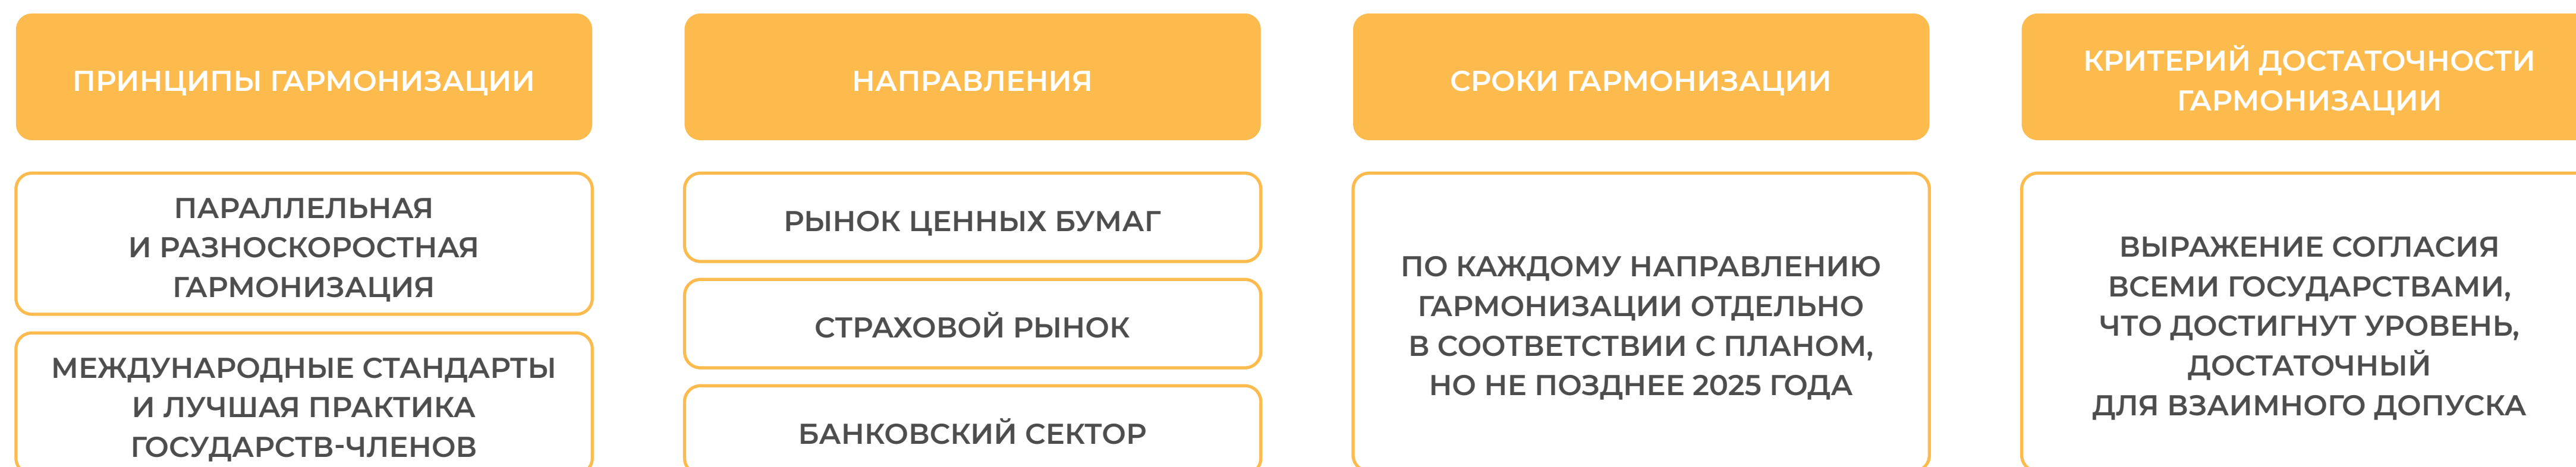 ПРИНЦИПЫ ГАРМОНИЗАЦИИ
ПАРАЛЛЕЛЬНАЯ
И РАЗНОСКОРОСТНАЯ
ГАРМОНИЗАЦИЯ
МЕЖДУНАРОДНЫЕ СТАНДАРТЫ
И ЛУЧШАЯ ПРАКТИКА
ГОСУДАРСТВ-ЧЛЕНОВ
НАПРАВЛЕНИЯ
РЫНОК ЦЕННЫХ БУМАГ
СТРАХОВОЙ РЫНОК
БАНКОВСКИЙ СЕКТОР
СРОКИ ГАРМОНИЗАЦИИ
ПО КАЖДОМУ НАПРАВЛЕНИЮ
ГАРМОНИЗАЦИИ ОТДЕЛЬНО
В СООТВЕТСТВИИ С ПЛАНОМ,
НО НЕ ПОЗДНЕЕ 2025 ГОДА
КРИТЕРИЙ ДОСТАТОЧНОСТИ
ГАРМОНИЗАЦИИ
ВЫРАЖЕНИЕ СОГЛАСИЯ
ВСЕМИ ГОСУДАРСТВАМИ,
ЧТО ДОСТИГНУТ УРОВЕНЬ,
ДОСТАТОЧНЫЙ
ДЛЯ ВЗАИМНОГО ДОПУСКА